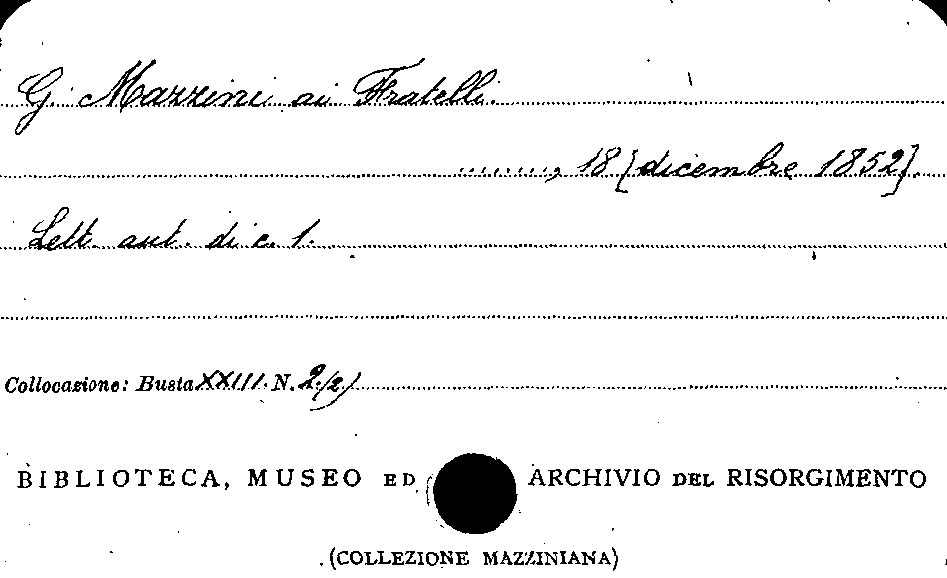 G. Mazzini ai Fratelli.
........., 18 [dicembre 1852].
Lett. aut. di c. 1.
Collocazione: Busta XXIII. N. 2(2)
BIBLIOTECA, MUSEO ED ARCHIVIO DEL RISORGIMENTO
(COLLEZIONE MAZZINIANA)